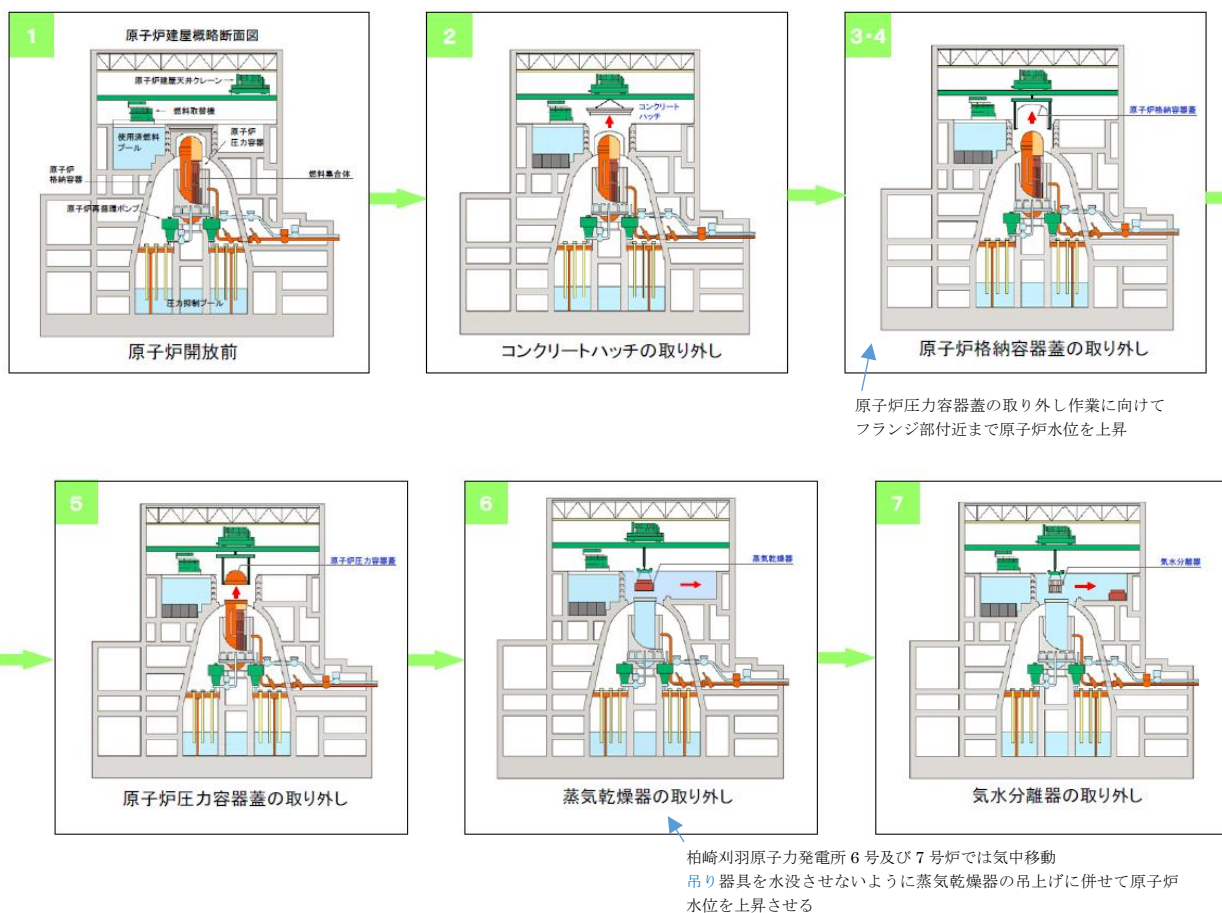 1
原子炉建屋概略断面図
原子炉建屋天井クレーン
燃料取替機
使用済燃料
プール
原子炉
圧力容器
原子炉
格納容器
燃料集合体
原子炉再循環ポンプ
圧力抑制プール
原子炉開放前
2
コンクリート
ハッチ
コンクリートハッチの取り外し
3・4
原子炉格納容器蓋
原子炉格納容器蓋の取り外し
原子炉圧力容器蓋の取り外し作業に向けて
フランジ部付近まで原子炉水位を上昇
5
原子炉圧力容器蓋
原子炉圧力容器蓋の取り外し
6
蒸気乾燥器
蒸気乾燥器の取り外し
7
気水分離器
気水分離器の取り外し
柏崎刈羽原子力発電所 6 号及び 7 号炉では気中移動
吊り器具を水没させないように蒸気乾燥器の吊上げに併せて原子炉
水位を上昇させる